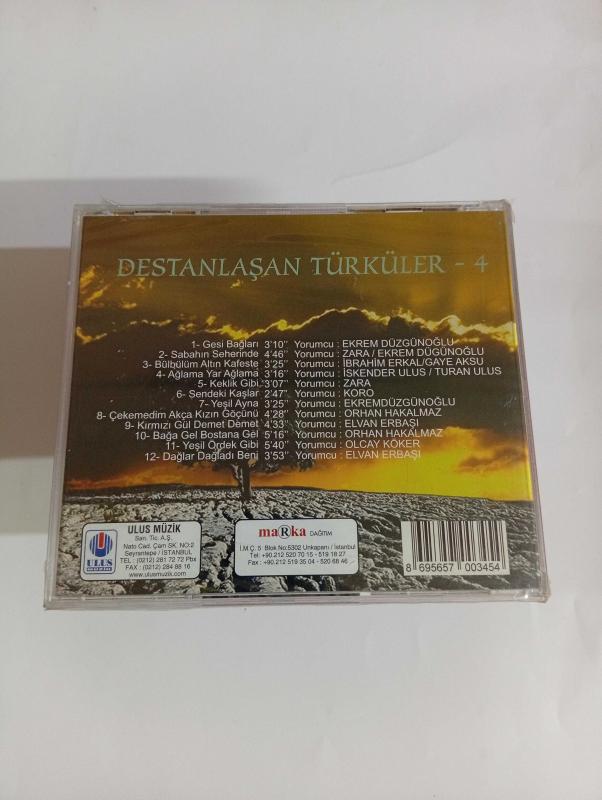 DESTANLAŞAN TÜRKÜLER - 4
1- Gesi Bağları 3'10" Yorumcu : EKREM DÜZGÜNOĞLU
2- Sabahın Seherinde 4'46" Yorumcu : ZARA / EKREM DÜGÜNOĞLU
3- Bülbülüm Altın Kafeste 3'25" Yorumcu : İBRAHİM ERKAL/GAYE AKSU
4- Ağlama Yar Ağlama 3'16" Yorumcu : İSKENDER ULUS / TURAN ULUS
5- Keklik Gibi 3'07" Yorumcu : ZARA
6- Sendeki Kaşlar 2'47" Yorumcu : KORO
7- Yeşil Ayna 3'25" Yorumcu : EKREMDÜZGÜNOĞLU
8- Çekemedim Akça Kızın Göçünü 4'28" Yorumcu : ORHAN HAKALMAZ
9- Kırmızı Gül Demet Demet 4'33" Yorumcu : ELVAN ERBAŞI
10- Bağa Gel Bostana Gel 5'16" Yorumcu : ORHAN HAKALMAZ
11- Yeşil Ördek Gibi 5'40" Yorumcu : OLCAY KÖKER
12- Dağlar Dağladı Beni 3'53" Yorumcu : ELVAN ERBAŞI
ULUS
ULUS MÜZİK
San. Tic. A.Ş.
Nato Cad. Çam SK. NO:2
Seyrantepe / İSTANBUL
TEL : (0212) 281 72 72 Pbx
FAX : (0212) 284 88 16
www.ulusmuzik.com
maRka DAĞITIM
İ.M.Ç. 5. Blok No:5302 Unkapanı / İstanbul
Tel: +90.212 520 70 15 - 519 18 27
Fax : +90.212 519 35 04 - 520 68 46
8 695657 003454